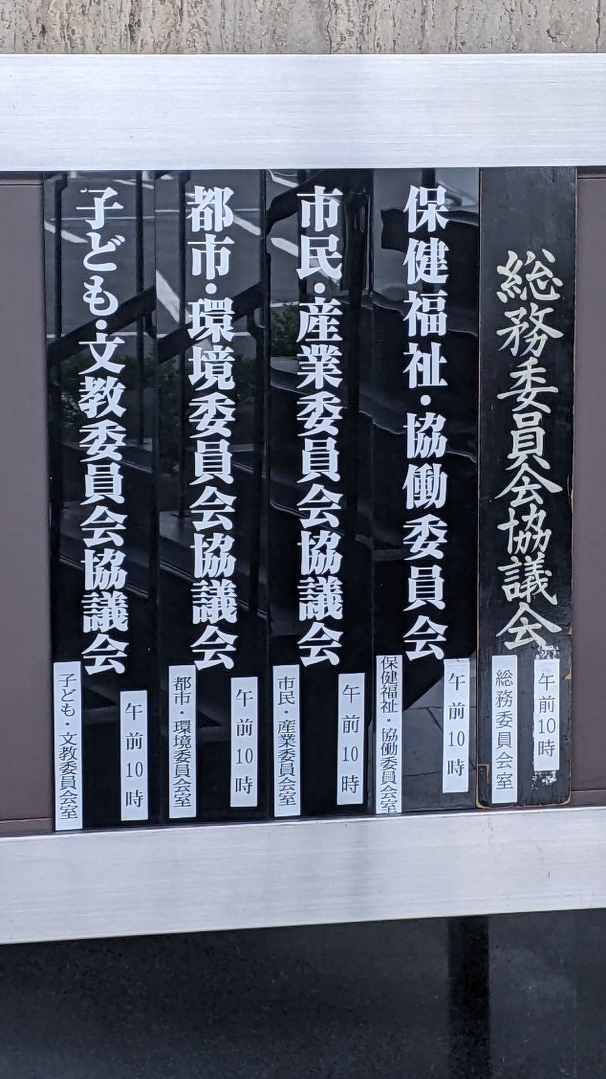 総務委員会協議会
午前10時
総務委員会室
保健福祉・協働委員会
午前10時
保健福祉・協働委員会室
市民・産業委員会協議会
午前10時
市民・産業委員会室
都市・環境委員会協議会
午前10時
都市・環境委員会室
子ども・文教委員会協議会
午前10時
子ども・文教委員会室